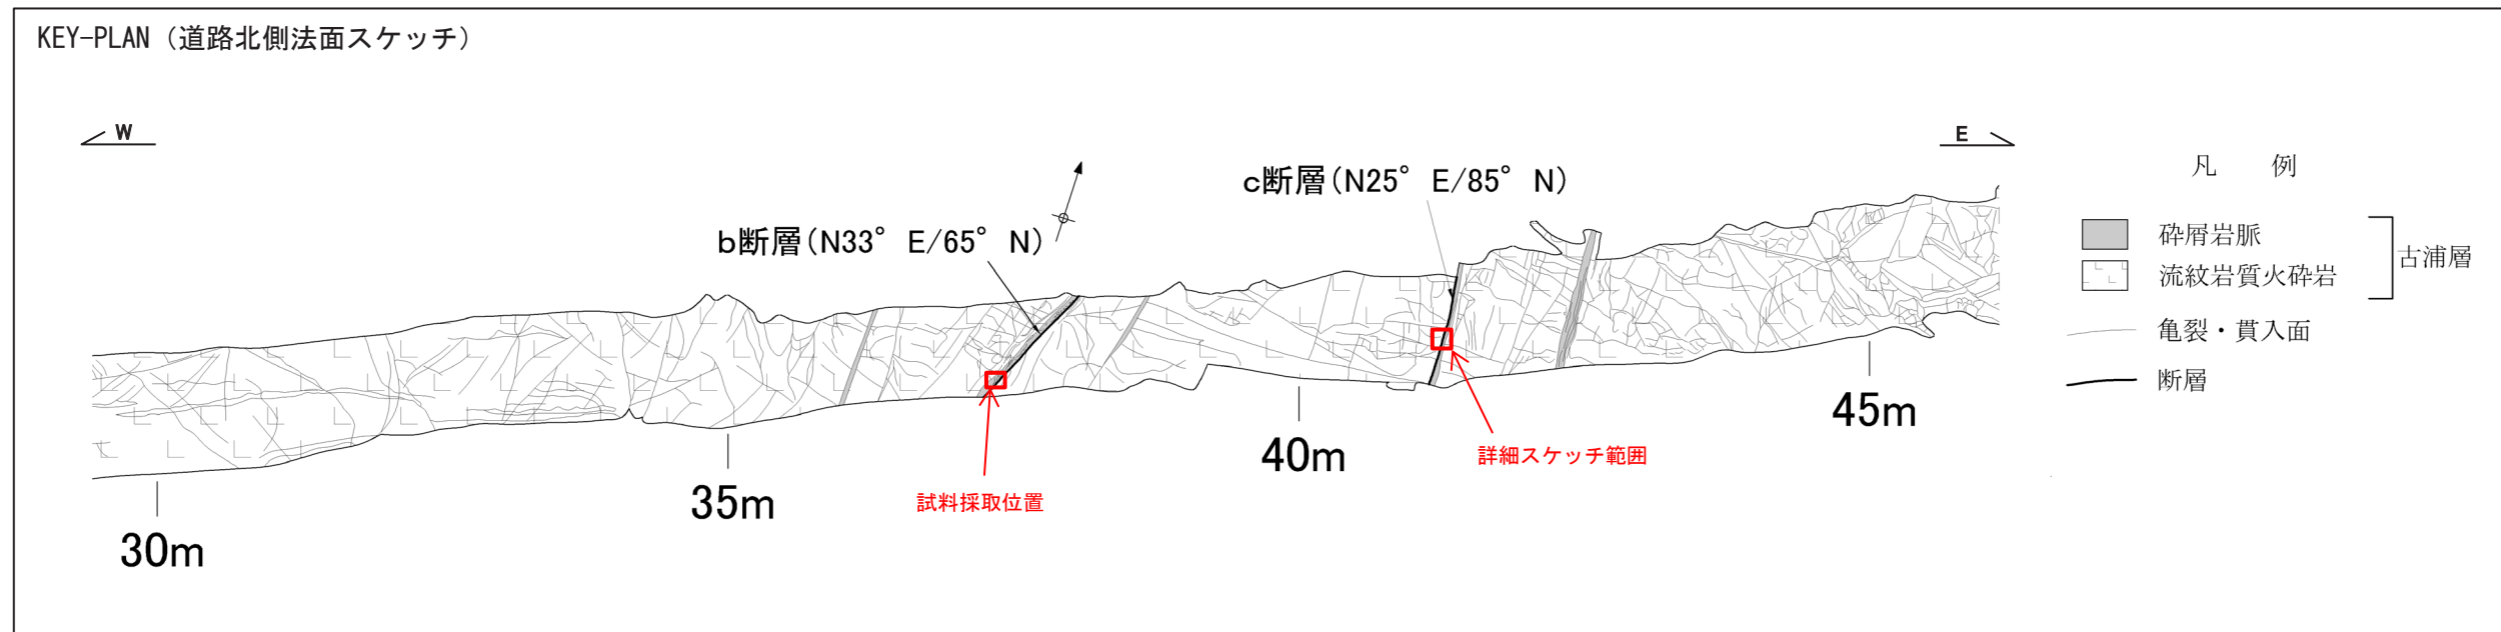 KEY-PLAN（道路北側法面スケッチ）
W
E
凡　例
c断層(N25°E/85°N)
b断層(N33°E/65°N)
砕屑岩脈
流紋岩質火砕岩
古浦層
亀裂・貫入面
断層
45m
40m
詳細スケッチ範囲
35m
試料採取位置
30m